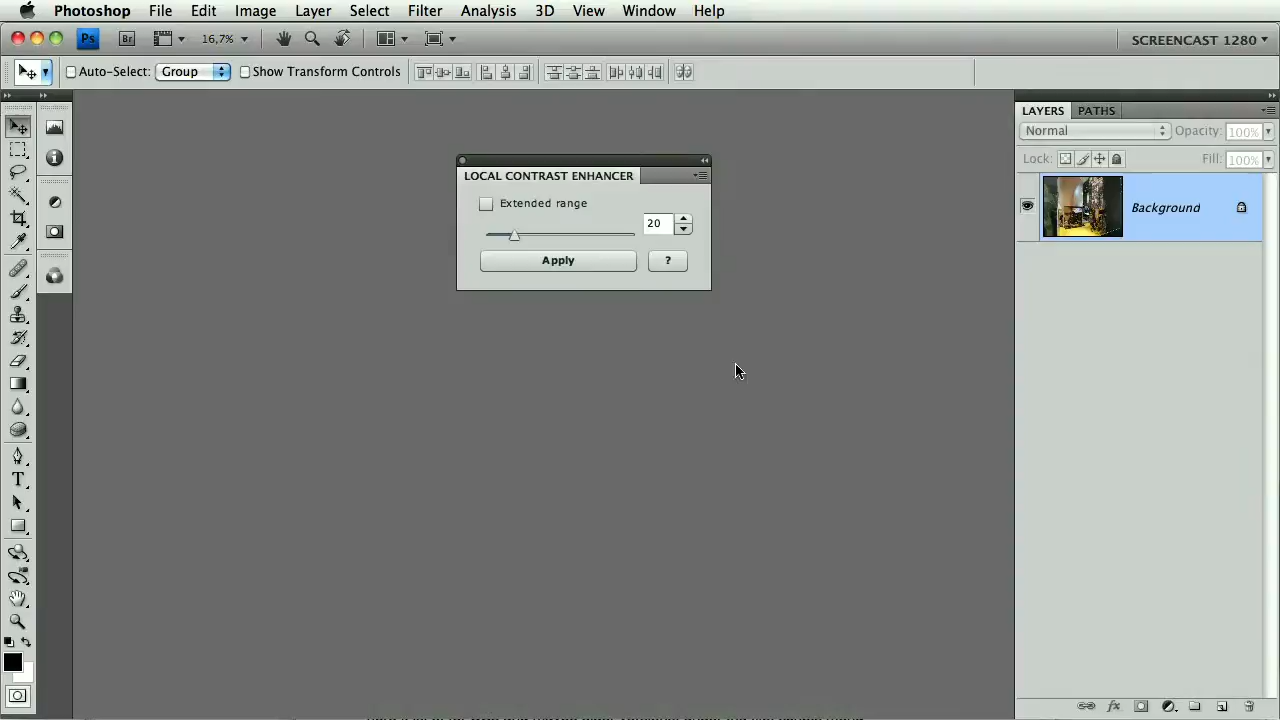 Photoshop File Edit Image Layer Select Filter Analysis 3D View Window Help
Ps Br 16,7% SCREENCAST 1280
Auto-Select: Group Show Transform Controls
LAYERS PATHS
Normal Opacity: 100%
Lock: Fill: 100%
Background
LOCAL CONTRAST ENHANCER
Extended range
20
Apply ?
T
fx